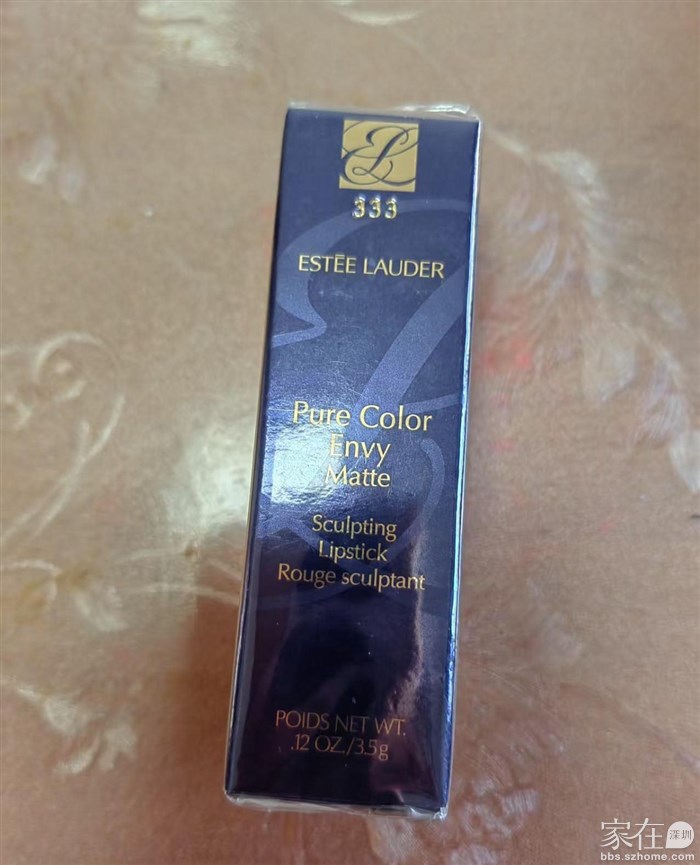 333
ESTĒE LAUDER
Pure Color
Envy
Matte
Sculpting
Lipstick
Rouge sculptant
POIDS NET WT.
.12 OZ./3.5g
家在深圳
bbs.szhome.com